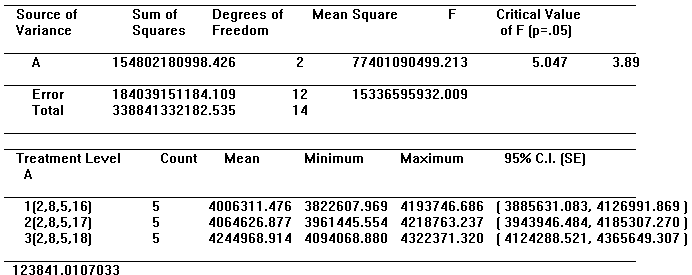 Source of Sum of Degrees of Mean Square F Critical Value
Variance Squares Freedom of F (p=.05)
A 154802180998.426 2 77401090499.213 5.047 3.89
Error 184039151184.109 12 15336595932.009
Total 338841332182.535 14
Treatment Level Count Mean Minimum Maximum 95% C.I. (SE)
A
1(2,8,5,16) 5 4006311.476 3822607.969 4193746.686 ( 3885631.083, 4126991.869 )
2(2,8,5,17) 5 4064626.877 3961445.554 4218763.237 ( 3943946.484, 4185307.270 )
3(2,8,5,18) 5 4244968.914 4094068.880 4322371.320 ( 4124288.521, 4365649.307 )
123841.0107033